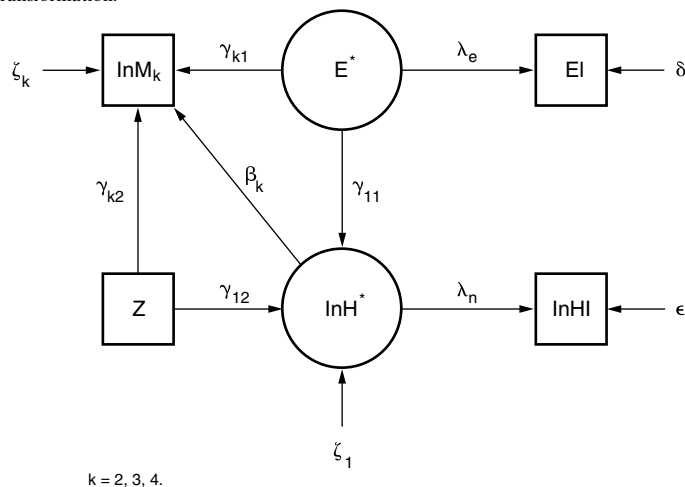 transformation.
γk1
λe
ζk
lnMk
E*
EI
δ
βk
γk2
γ11
γ12
λn
Z
lnH*
lnHI
ϵ
ζ1
k = 2, 3, 4.